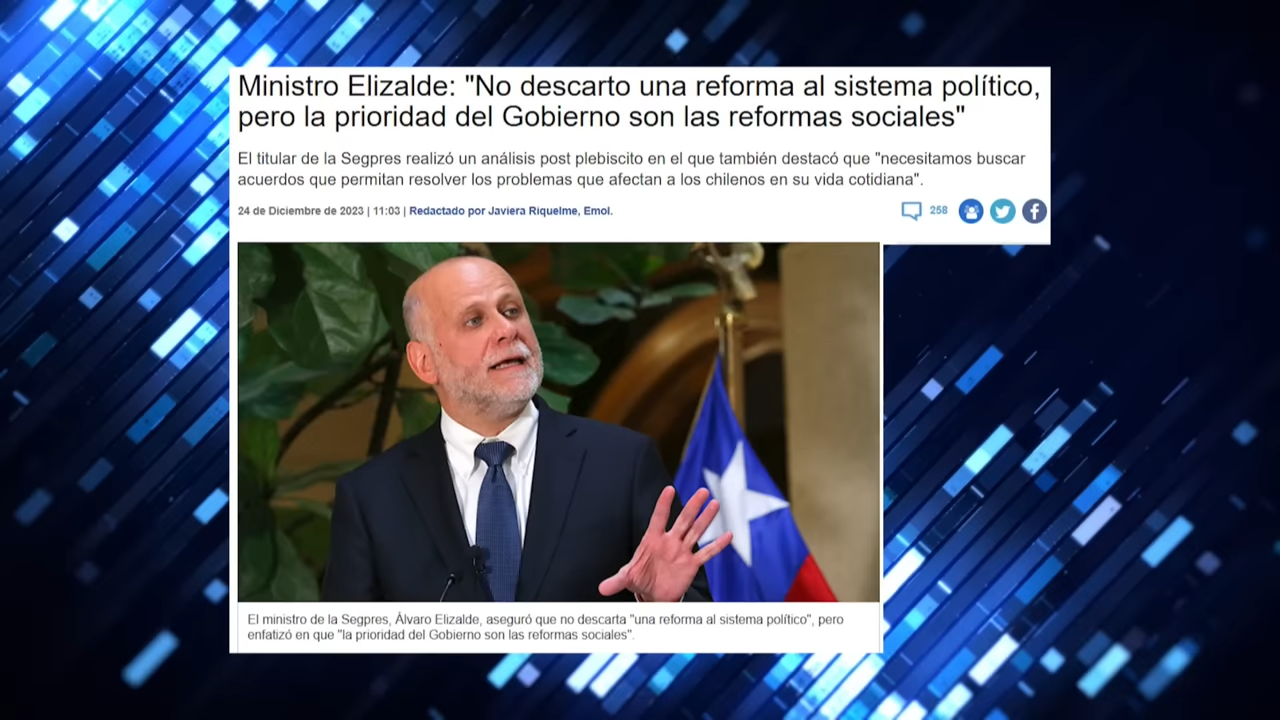 Ministro Elizalde: "No descarto una reforma al sistema político,
pero la prioridad del Gobierno son las reformas sociales"
El titular de la Segpres realizó un análisis post plebiscito en el que también destacó que "necesitamos buscar
acuerdos que permitan resolver los problemas que afectan a los chilenos en su vida cotidiana".
24 de Diciembre de 2023 | 11:03 | Redactado por Javiera Riquelme, Emol.
258
El ministro de la Segpres, Álvaro Elizalde, aseguró que no descarta "una reforma al sistema político", pero
enfatizó en que "la prioridad del Gobierno son las reformas sociales".